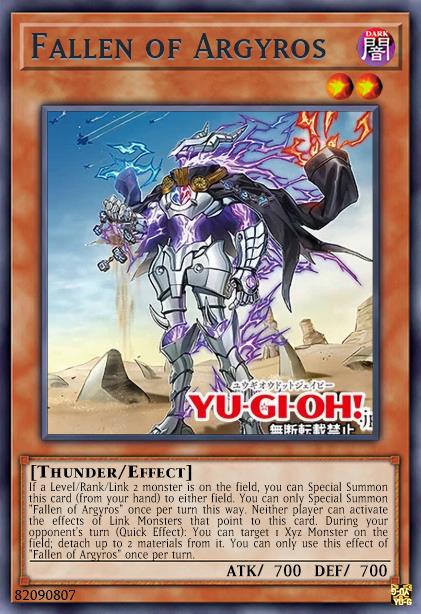 Fallen of Argyros
DARK
闇
ユウギオウドットジェイピー
YU-GI-OH!
無断転載禁止
[Thunder/Effect]
If a Level/Rank/Link 2 monster is on the field, you can Special Summon
this card (from your hand) to either field. You can only Special Summon
"Fallen of Argyros" once per turn this way. Neither player can activate
the effects of Link Monsters that point to this card. During your
opponent's turn (Quick Effect): You can target 1 Xyz Monster on the
field; detach up to 2 materials from it. You can only use this effect of
"Fallen of Argyros" once per turn.
ATK/ 700 DEF/ 700
82090807